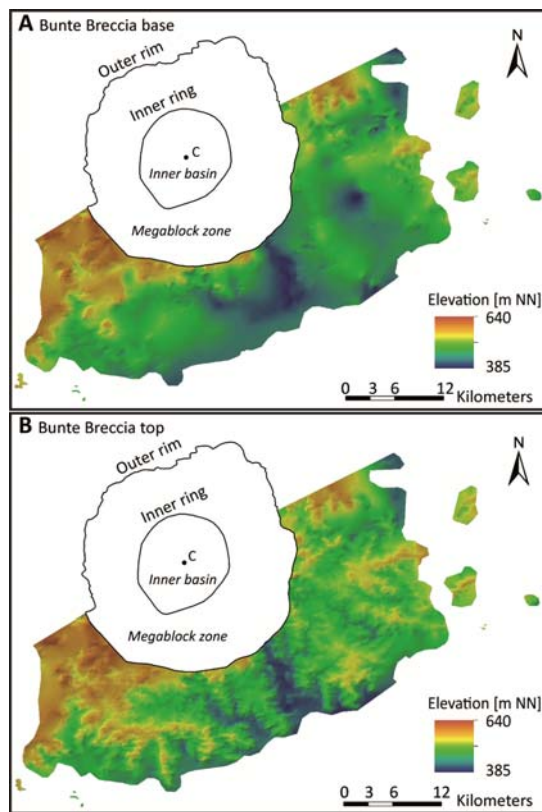 A Bunte Breccia base
N
Outer rim
Inner ring
C
Inner basin
Megablock zone
Elevation [m NN]
640
385
0 3 6 12
Kilometers
B Bunte Breccia top
N
Outer rim
Inner ring
C
Inner basin
Megablock zone
Elevation [m NN]
640
385
0 3 6 12
Kilometers